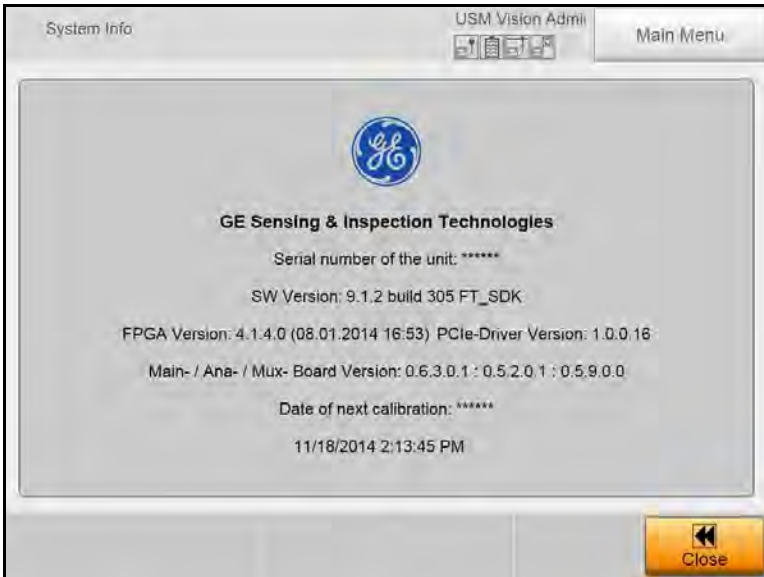 System Info
USM Vision Admi
Main Menu
GE
GE Sensing & Inspection Technologies
Serial number of the unit: ******
SW Version: 9.1.2 build 305 FT_SDK
FPGA Version: 4.1.4.0 (08.01.2014 16:53) PCIe-Driver Version: 1.0.0.16
Main- / Ana- / Mux- Board Version: 0.6.3.0.1 : 0.5.2.0.1 : 0.5.9.0.0
Date of next calibration: ******
11/18/2014 2:13:45 PM
Close